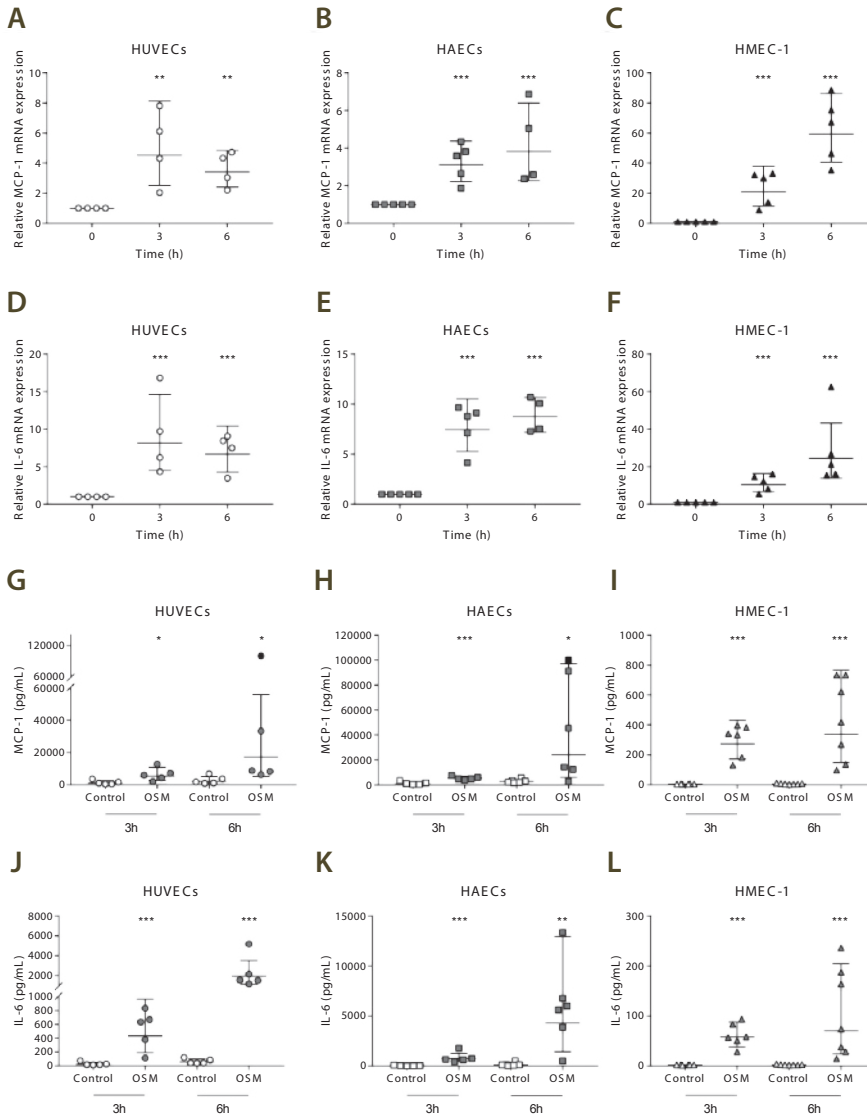 A
HUVECs
Relative MCP-1 mRNA expression
10
8
6
4
2
0
** **
0 3 6
Time (h)
B
HAECs
Relative MCP-1 mRNA expression
8
6
4
2
0
*** ***
0 3 6
Time (h)
C
HMEC-1
Relative MCP-1 mRNA expression
100
80
60
40
20
0
*** ***
0 3 6
Time (h)
D
HUVECs
Relative IL-6 mRNA expression
20
15
10
5
0
*** ***
0 3 6
Time (h)
E
HAECs
Relative IL-6 mRNA expression
15
10
5
0
*** ***
0 3 6
Time (h)
F
HMEC-1
Relative IL-6 mRNA expression
80
60
40
20
0
*** ***
0 3 6
Time (h)
G
HUVECs
MCP-1 (pg/mL)
120000
60000
60000
40000
20000
0
* *
Control OSM Control OSM
3h 6h
H
HAECs
MCP-1 (pg/mL)
120000
100000
80000
60000
40000
20000
0
*** *
Control OSM Control OSM
3h 6h
I
HMEC-1
MCP-1 (pg/mL)
1000
800
600
400
200
0
*** ***
Control OSM Control OSM
3h 6h
J
HUVECs
IL-6 (pg/mL)
8000
6000
4000
2000
1000
800
600
400
200
0
*** ***
Control OSM Control OSM
3h 6h
K
HAECs
IL-6 (pg/mL)
15000
10000
5000
0
*** **
Control OSM Control OSM
3h 6h
L
HMEC-1
IL-6 (pg/mL)
300
200
100
0
*** ***
Control OSM Control OSM
3h 6h